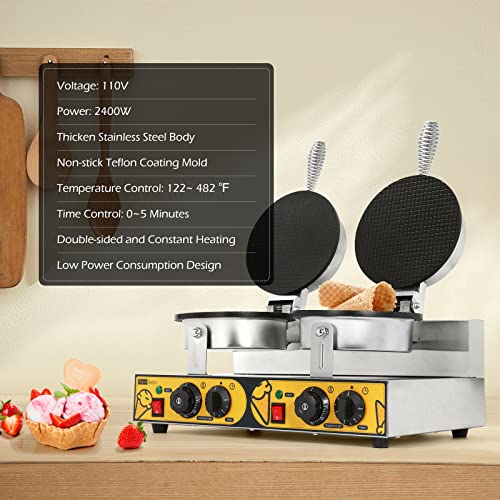 Voltage: 110V
Power: 2400W
Thicken Stainless Steel Body
Non-stick Teflon Coating Mold
Temperature Control: 122~ 482 °F
Time Control: 0~5 Minutes
Double-sided and Constant Heating
Low Power Consumption Design